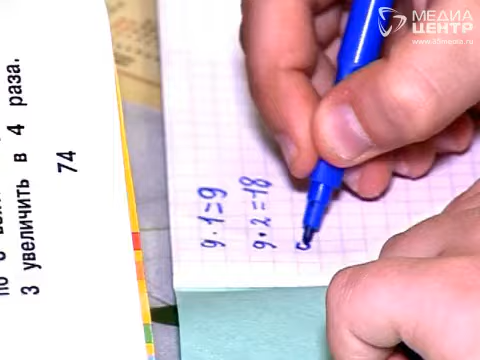 МЕДИА
ЦЕНТР
3 увеличить в 4 раза.
74
9·1=9
9·2=18